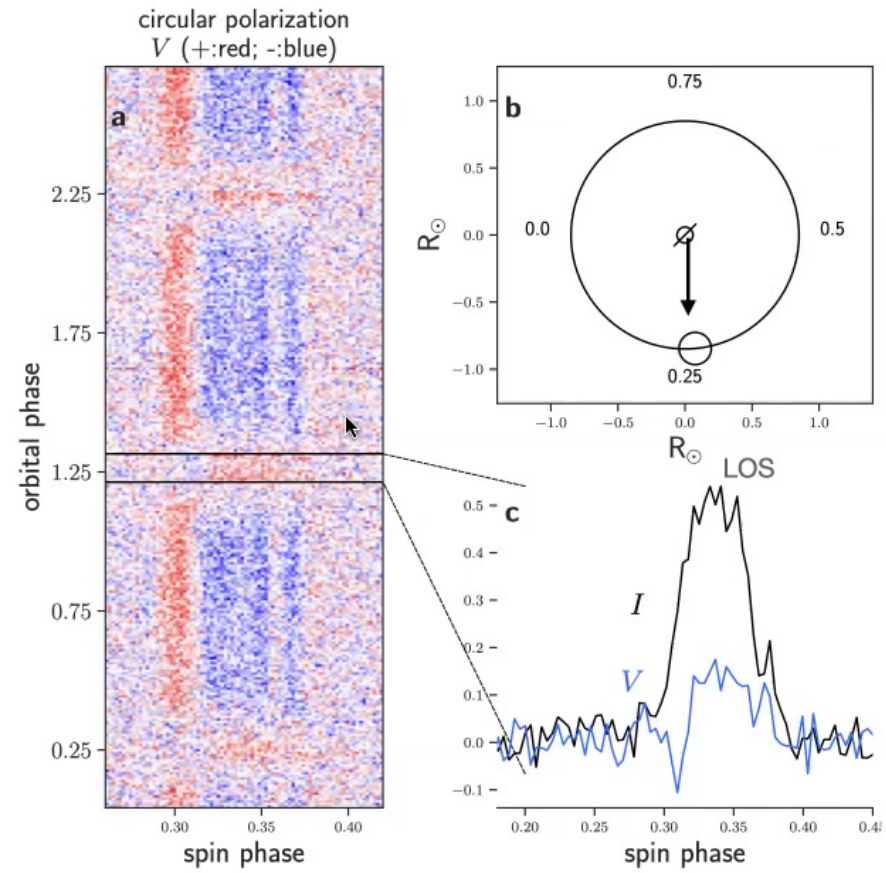 circular polarization
V (+:red; -:blue)
a
2.25
1.75
1.25
0.75
0.25
orbital phase
0.30 0.35 0.40
spin phase
b
0.75
0.0
0.5
0.25
1.0
0.5
0.0
−0.5
−1.0
R☉
−1.0 −0.5 0.0 0.5 1.0
R☉
LOS
c
I
V
0.5
0.4
0.3
0.2
0.1
0.0
−0.1
0.20 0.25 0.30 0.35 0.40 0.45
spin phase